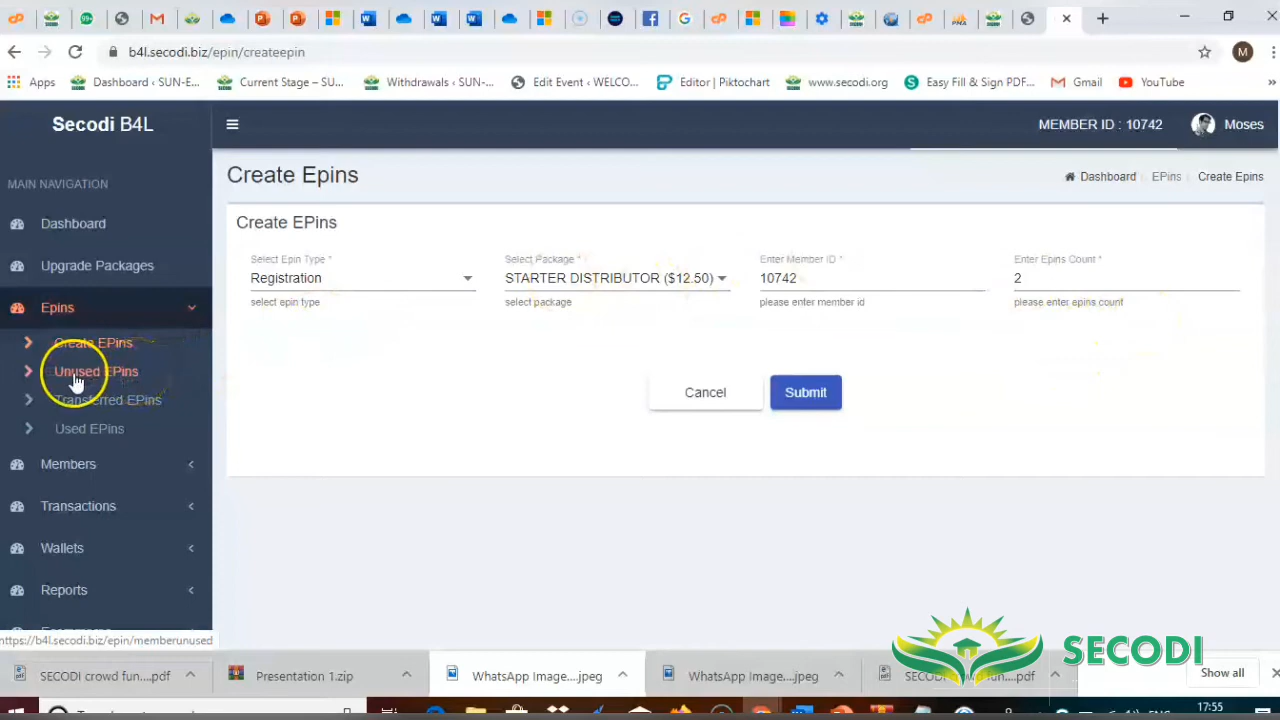 b4l.secodi.biz/epin/createepin
M
Apps
Dashboard ‹ SUN-E...
Current Stage – SU...
Withdrawals ‹ SUN-...
Edit Event ‹ WELCO...
Editor | Piktochart
www.secodi.org
Easy Fill & Sign PDF...
Gmail
YouTube
»
Secodi B4L
MEMBER ID : 10742
Moses
MAIN NAVIGATION
Dashboard
Upgrade Packages
Epins
Create EPins
Unused EPins
Transferred EPins
Used EPins
Members
Transactions
Wallets
Reports
Create Epins
Dashboard
EPins
Create Epins
Create EPins
Select Epin Type *
Select Package *
Enter Member ID *
Enter Epins Count *
Registration
STARTER DISTRIBUTOR ($12.50)
10742
2
select epin type
select package
please enter member id
please enter epins count
Cancel
Submit
https://b4l.secodi.biz/epin/memberunused
SECODI
SECODI crowd fun....pdf
Presentation 1.zip
WhatsApp Image....jpeg
WhatsApp Image....jpeg
SECODI crowd fun....pdf
Show all
ENG
17:55